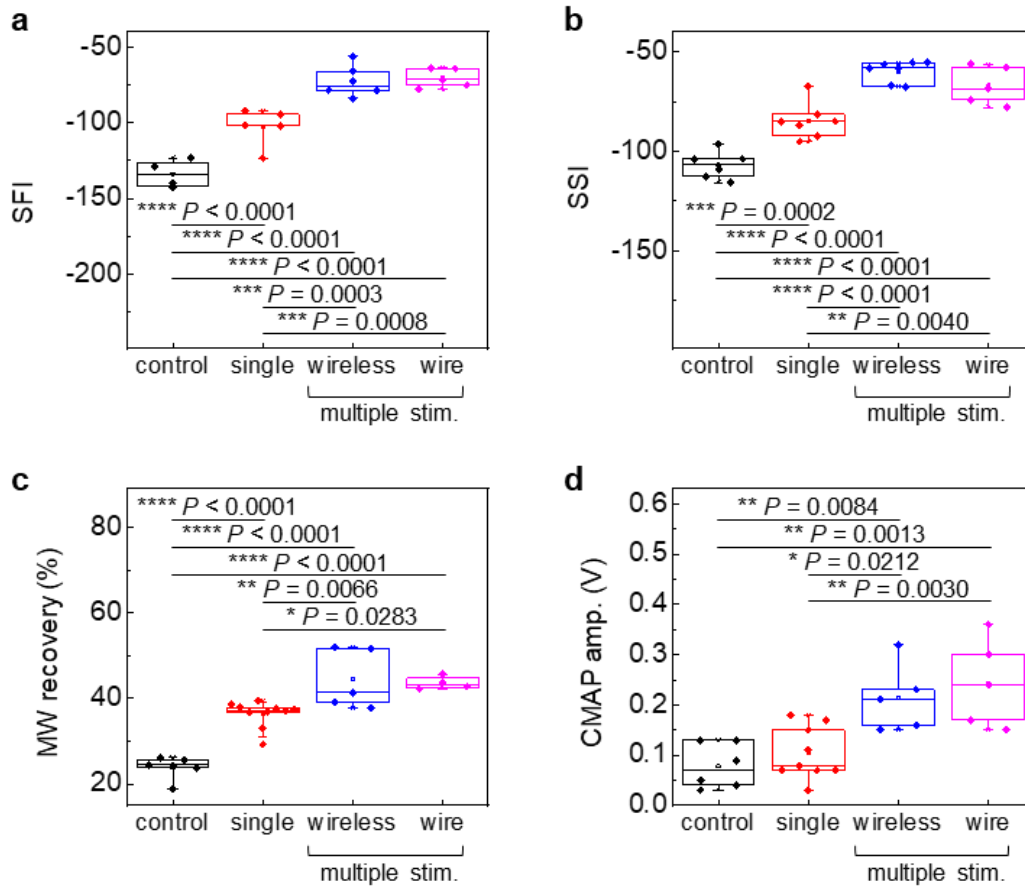 a
SFI
-50
-100
-150
-200
**** P < 0.0001
**** P < 0.0001
**** P < 0.0001
*** P = 0.0003
*** P = 0.0008
control single wireless wire
multiple stim.
b
SSI
-50
-100
-150
*** P = 0.0002
**** P < 0.0001
**** P < 0.0001
**** P < 0.0001
** P = 0.0040
control single wireless wire
multiple stim.
c
MW recovery (%)
80
60
40
20
**** P < 0.0001
**** P < 0.0001
**** P < 0.0001
** P = 0.0066
* P = 0.0283
control single wireless wire
multiple stim.
d
CMAP amp. (V)
0.6
0.5
0.4
0.3
0.2
0.1
0.0
** P = 0.0084
** P = 0.0013
* P = 0.0212
** P = 0.0030
control single wireless wire
multiple stim.